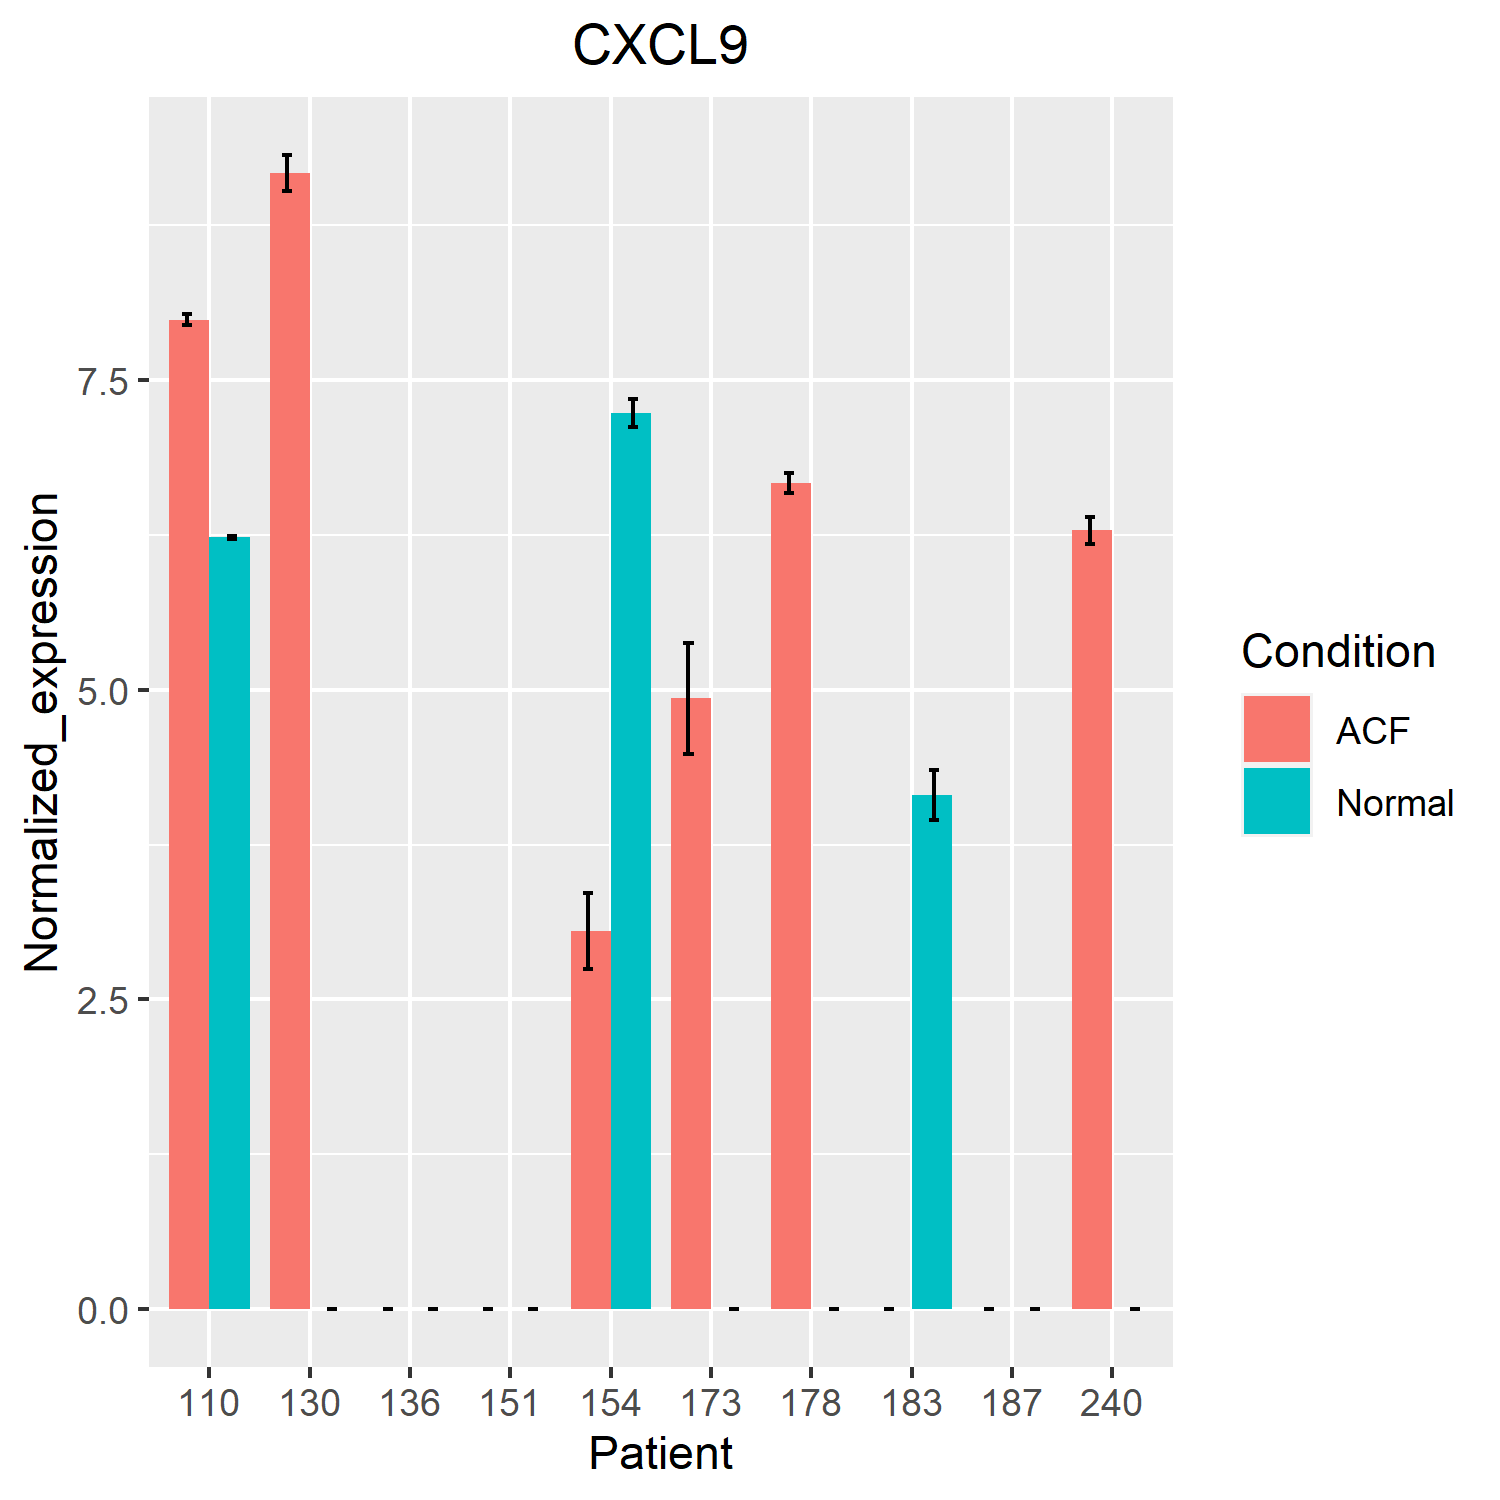 CXCL9
Normalized_expression
7.5
5.0
2.5
0.0
110 130 136 151 154 173 178 183 187 240
Patient
Condition
ACF
Normal